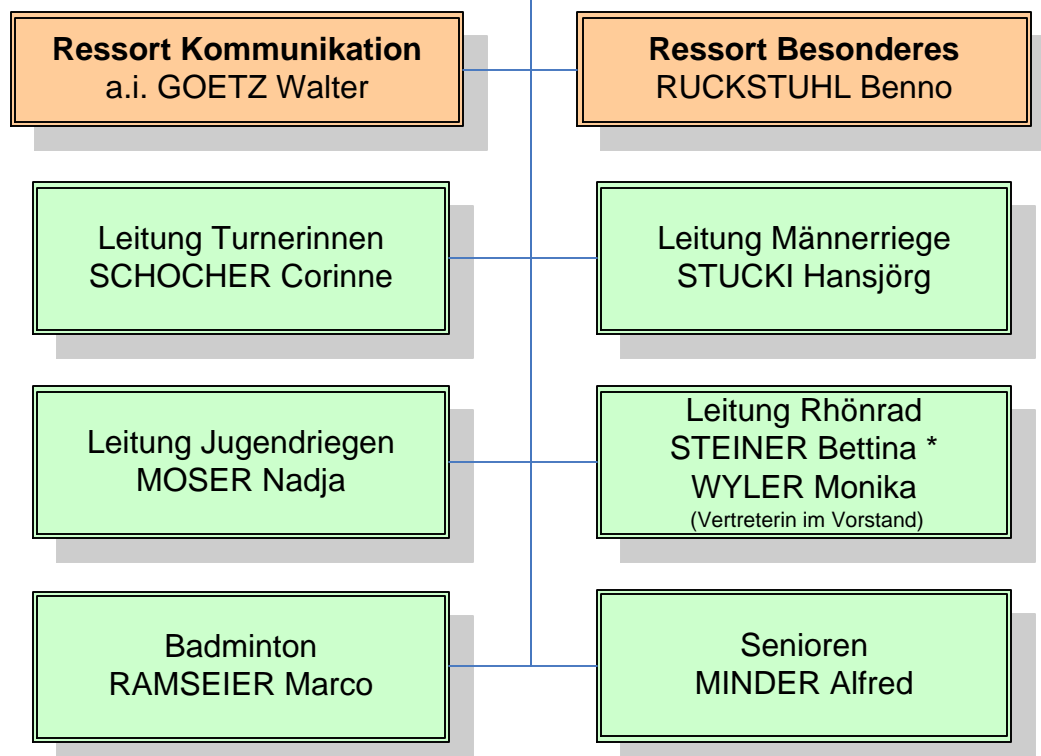 Ressort Kommunikation
a.i. GOETZ Walter
Ressort Besonderes
RUCKSTUHL Benno
Leitung Turnerinnen
SCHOCHER Corinne
Leitung Männerriege
STUCKI Hansjörg
Leitung Jugendriegen
MOSER Nadja
Leitung Rhönrad
STEINER Bettina *
WYLER Monika
(Vertreterin im Vorstand)
Badminton
RAMSEIER Marco
Senioren
MINDER Alfred